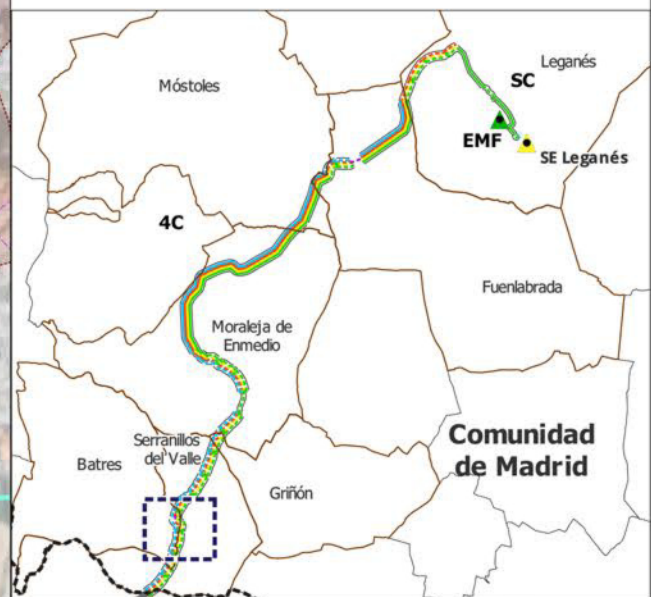 Leganés
SC
Móstoles
EMF
SE Leganés
4C
Fuenlabrada
Moraleja de
Enmedio
Comunidad
de Madrid
Serranillos
del Valle
Batres
Griñón